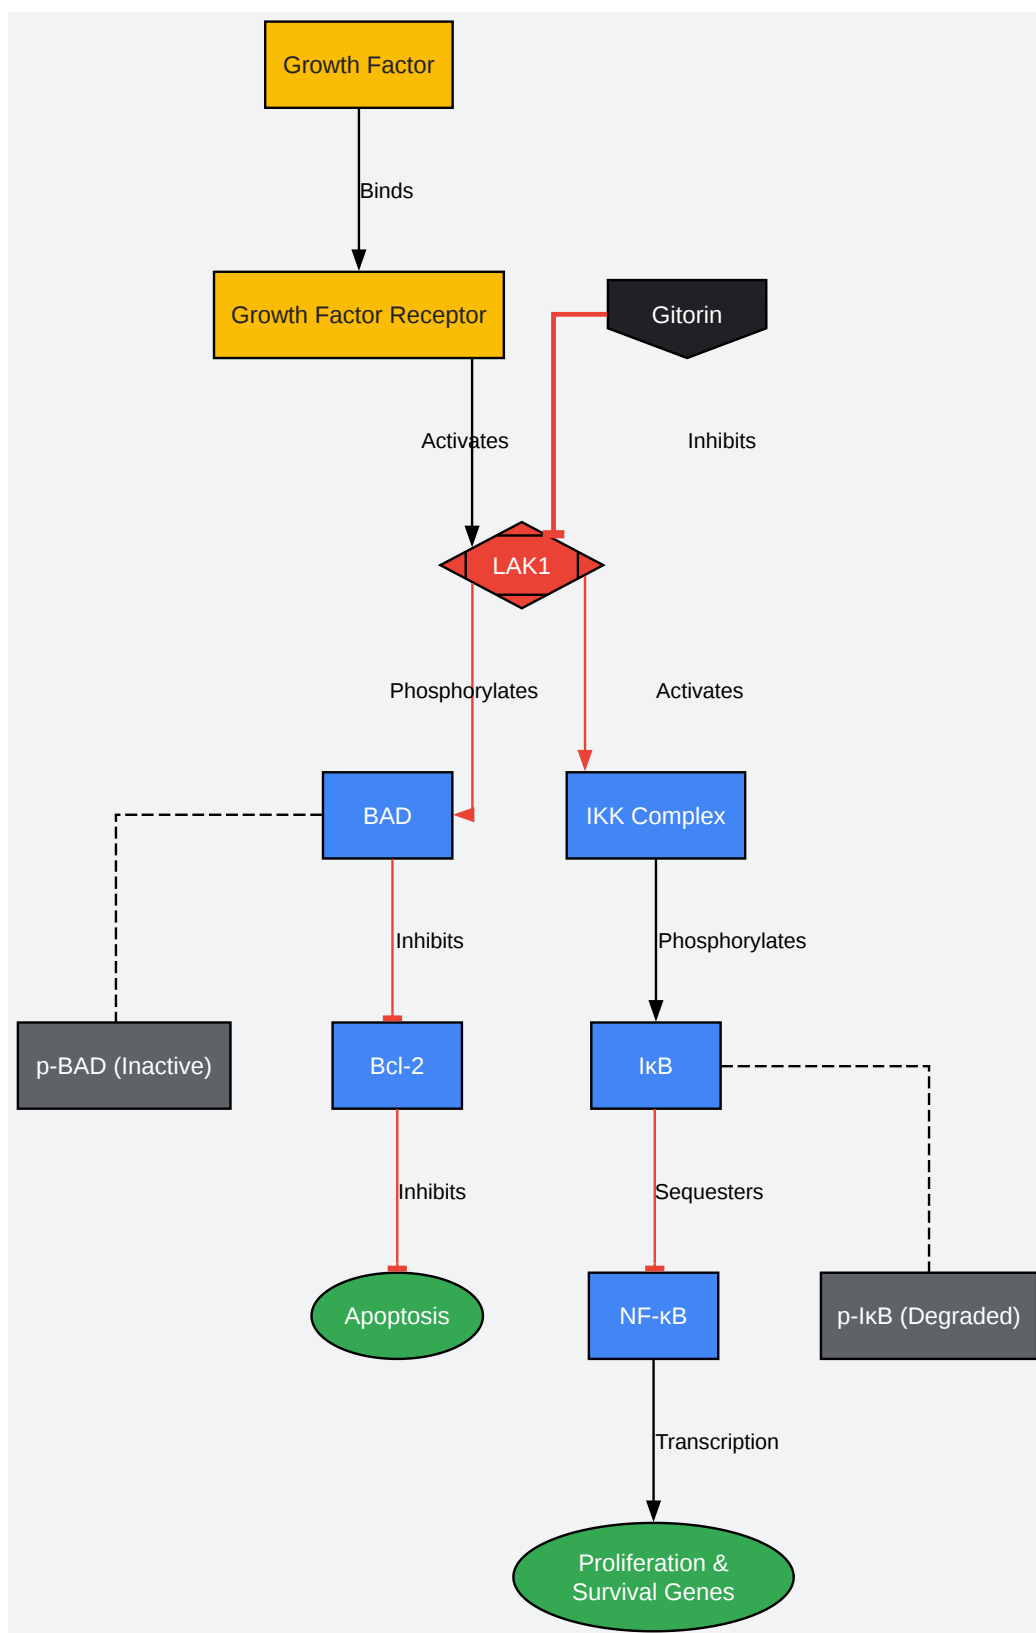 Growth Factor
Binds
Growth Factor Receptor
Gitorin
Activates
Inhibits
LAK1
Phosphorylates
Activates
BAD
IKK Complex
Inhibits
Phosphorylates
p-BAD (Inactive)
Bcl-2
IκB
Inhibits
Sequesters
Apoptosis
NF-κB
p-IκB (Degraded)
Transcription
Proliferation &
Survival Genes